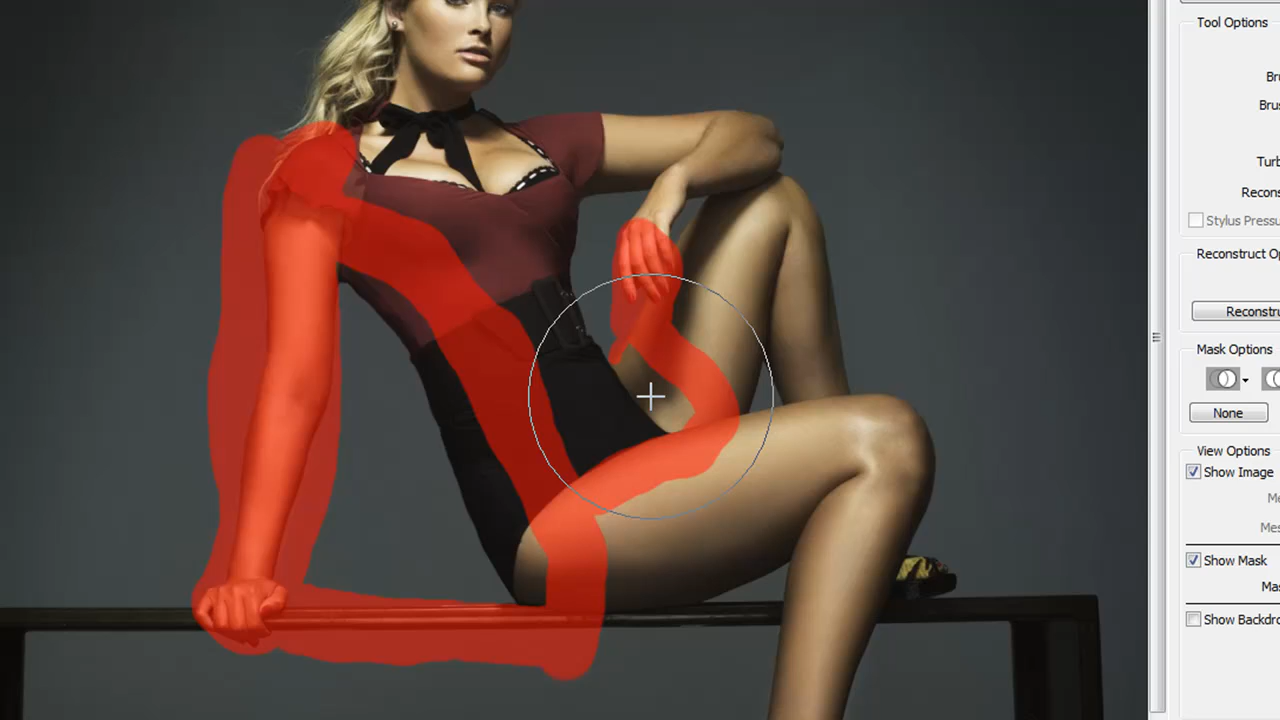 Tool Options
Bru
Brus
Turb
Recons
Stylus Pressu
Reconstruct Op
Reconstru
Mask Options
None
View Options
Show Image
Me
Mes
Show Mask
Mas
Show Backdro